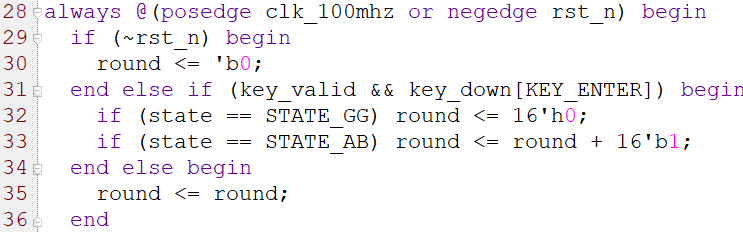 28 always @(posedge clk_100mhz or negedge rst_n) begin
29   if (~rst_n) begin
30     round <= 'b0;
31   end else if (key_valid && key_down[KEY_ENTER]) begin
32     if (state == STATE_GG) round <= 16'h0;
33     if (state == STATE_AB) round <= round + 16'b1;
34   end else begin
35     round <= round;
36   end